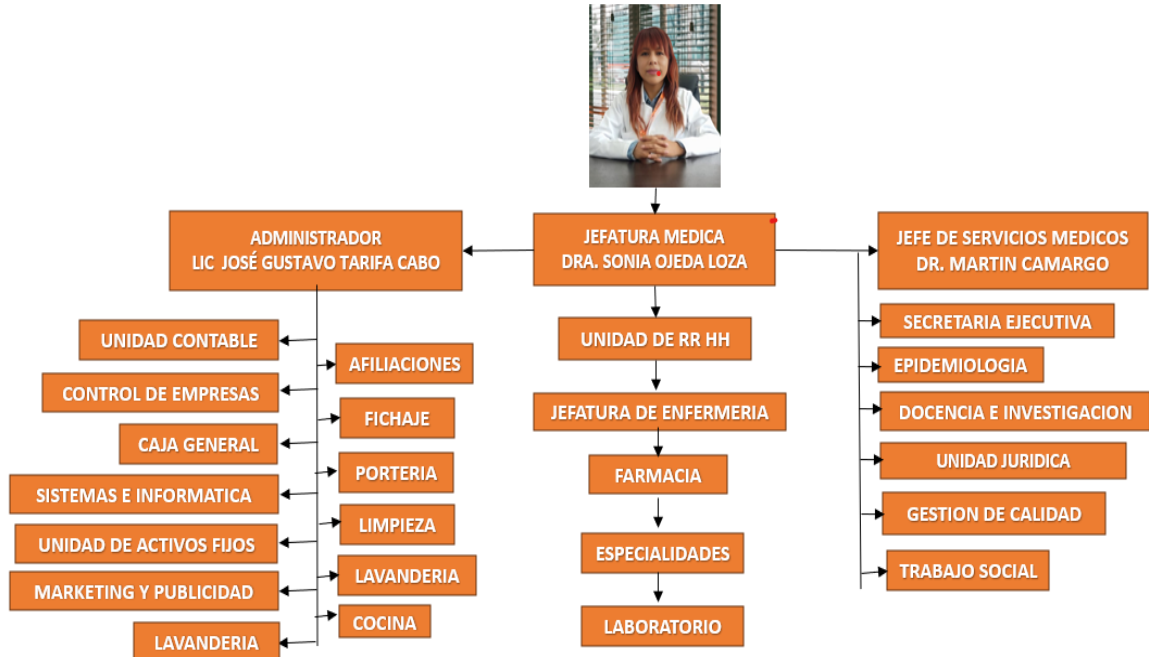 ADMINISTRADOR
LIC JOSÉ GUSTAVO TARIFA CABO
JEFATURA MEDICA
DRA. SONIA OJEDA LOZA
JEFE DE SERVICIOS MEDICOS
DR. MARTIN CAMARGO
UNIDAD CONTABLE
CONTROL DE EMPRESAS
CAJA GENERAL
SISTEMAS E INFORMATICA
UNIDAD DE ACTIVOS FIJOS
MARKETING Y PUBLICIDAD
LAVANDERIA
AFILIACIONES
FICHAJE
PORTERIA
LIMPIEZA
LAVANDERIA
COCINA
UNIDAD DE RR HH
JEFATURA DE ENFERMERIA
FARMACIA
ESPECIALIDADES
LABORATORIO
SECRETARIA EJECUTIVA
EPIDEMIOLOGIA
DOCENCIA E INVESTIGACION
UNIDAD JURIDICA
GESTION DE CALIDAD
TRABAJO SOCIAL